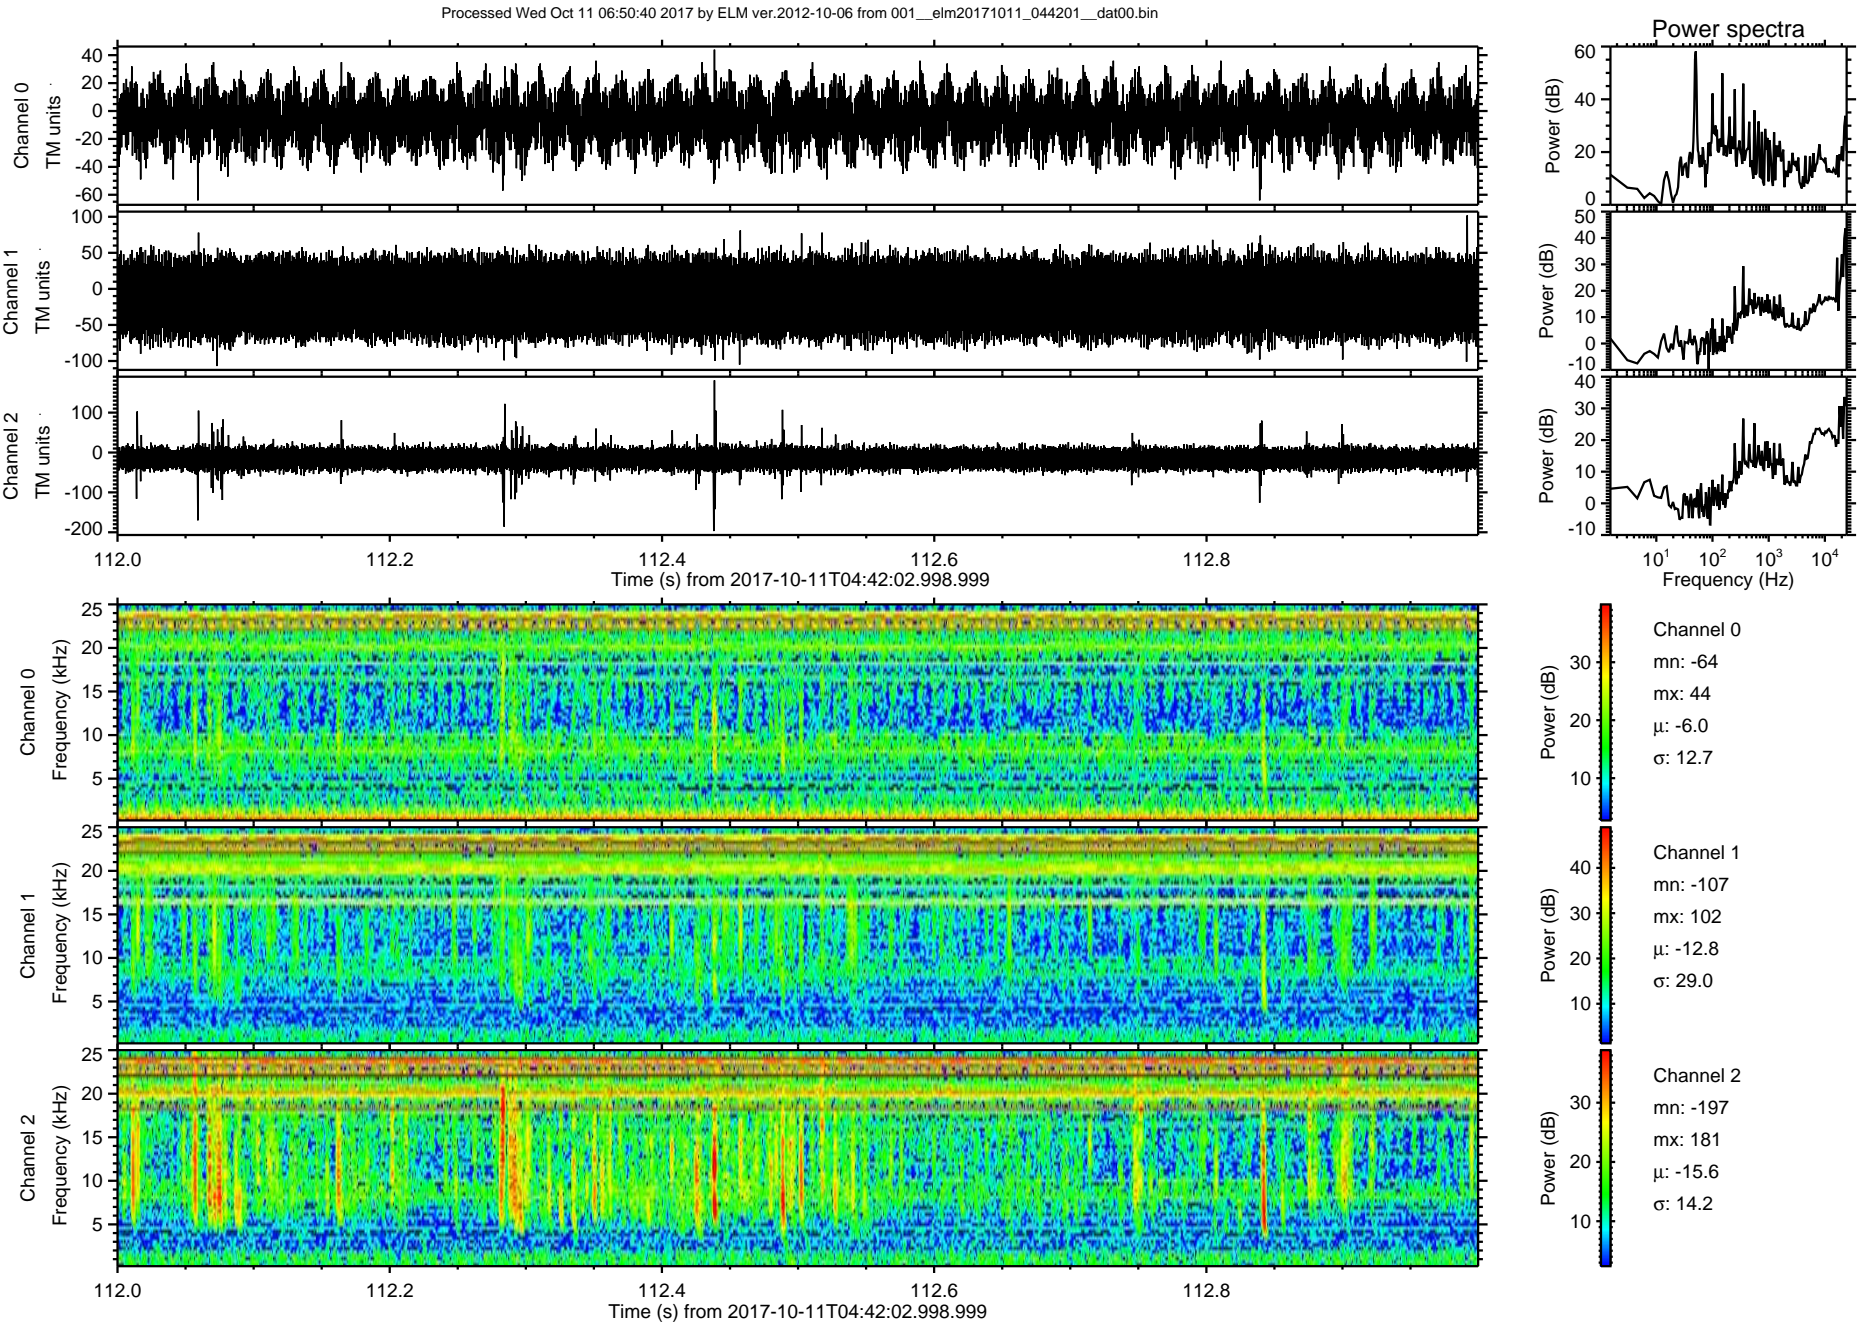 Processed Wed Oct 11 06:50:40 2017 by ELM ver.2012-10-06 from 001__elm20171011_044201__dat00.bin
Power spectra
Channel 0
TM units
40
20
0
-20
-40
-60
Power (dB)
60
40
20
0
Channel 1
TM units
100
50
0
-50
-100
Power (dB)
50
40
30
20
10
0
-10
Channel 2
TM units
100
0
-100
-200
Power (dB)
40
30
20
10
0
-10
112.0 112.2 112.4 112.6 112.8
Time (s) from 2017-10-11T04:42:02.998.999
10¹ 10² 10³ 10⁴
Frequency (Hz)
Channel 0
Frequency (kHz)
25
20
15
10
5
Power (dB)
30
20
10
Channel 0
mn: -64
mx: 44
μ: -6.0
σ: 12.7
Channel 1
Frequency (kHz)
25
20
15
10
5
Power (dB)
40
30
20
10
Channel 1
mn: -107
mx: 102
μ: -12.8
σ: 29.0
Channel 2
Frequency (kHz)
25
20
15
10
5
Power (dB)
30
20
10
Channel 2
mn: -197
mx: 181
μ: -15.6
σ: 14.2
112.0 112.2 112.4 112.6 112.8
Time (s) from 2017-10-11T04:42:02.998.999